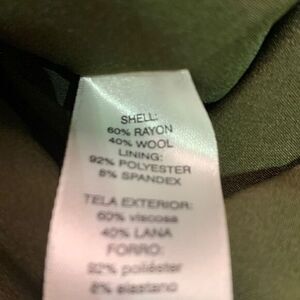 SHELL:
60% RAYON
40% WOOL
LINING:
92% POLYESTER
8% SPANDEX
TELA EXTERIOR:
60% viscosa
40% LANA
FORRO:
92% poliéster
8% elastano